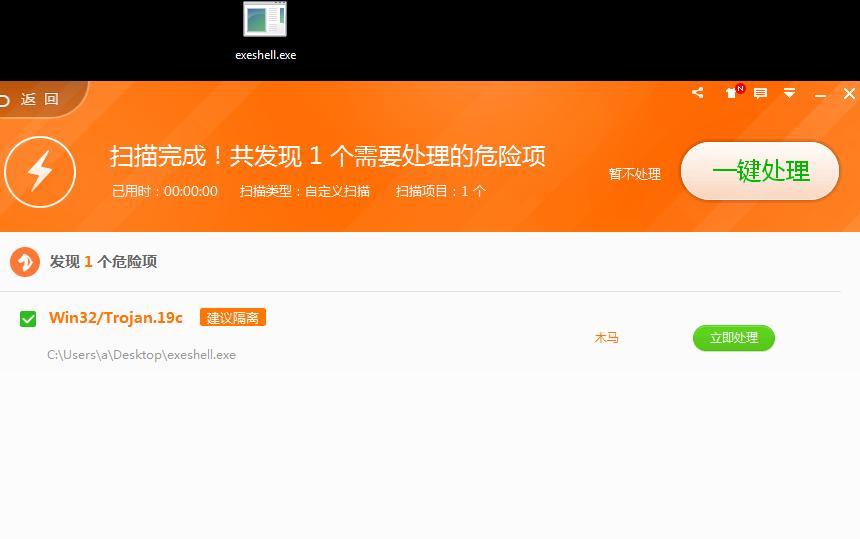 exeshell.exe
返 回
N
扫描完成！共发现 1 个需要处理的危险项
暂不处理
一键处理
已用时：00:00:00 扫描类型：自定义扫描 扫描项目：1 个
发现 1 个危险项
Win32/Trojan.19c 建议隔离
木马
立即处理
C:\Users\a\Desktop\exeshell.exe